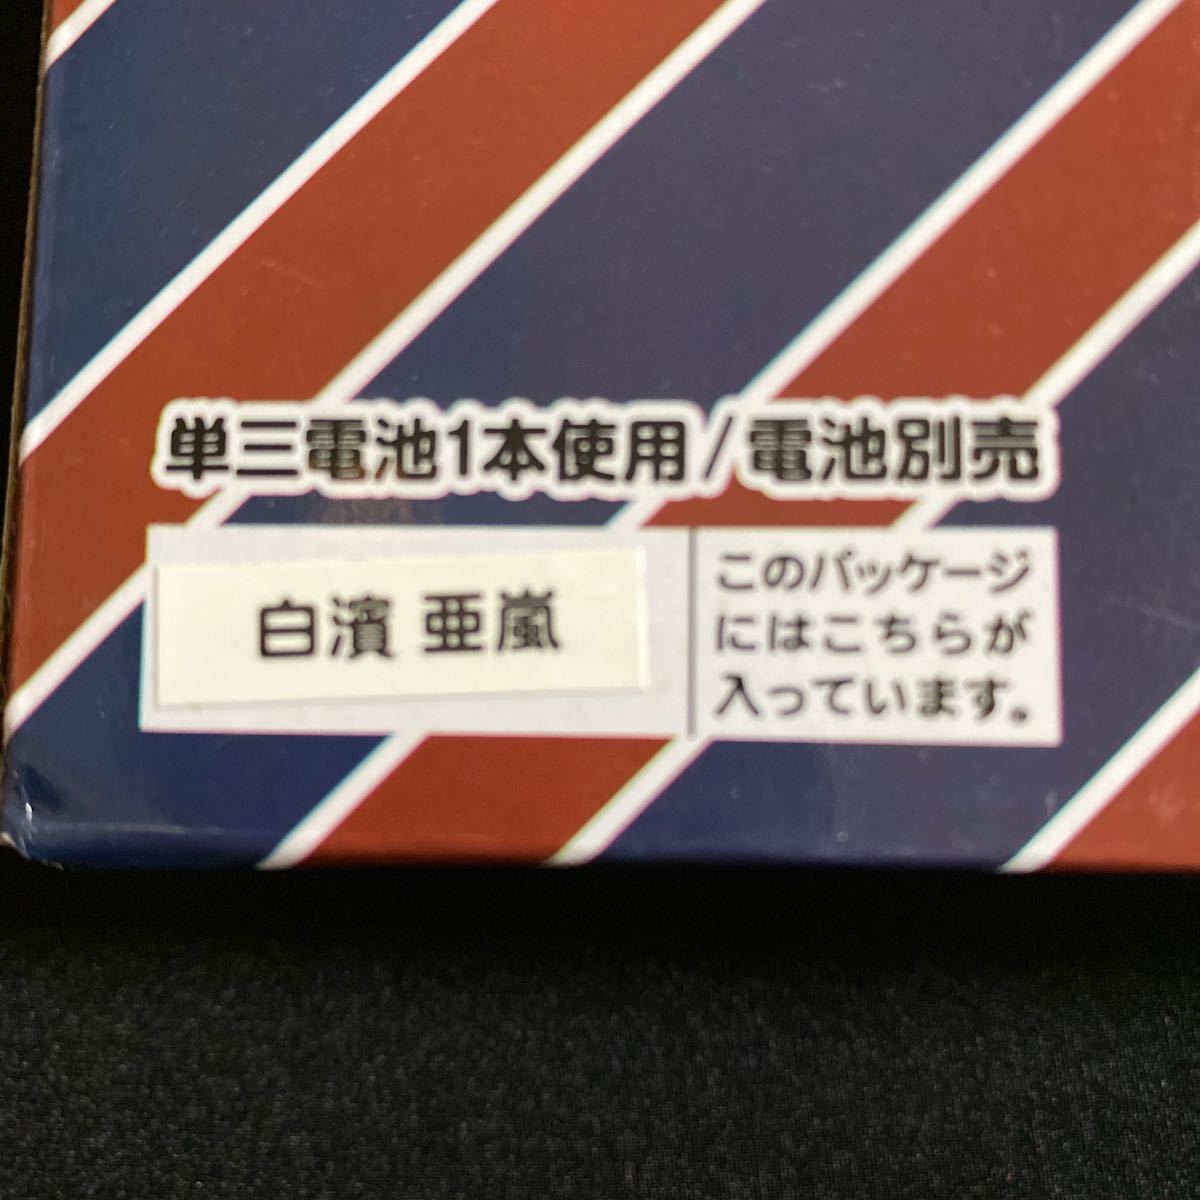 単三電池1本使用/電池別売
白濱 亜嵐
このパッケージ
にはこちらが
入っています。